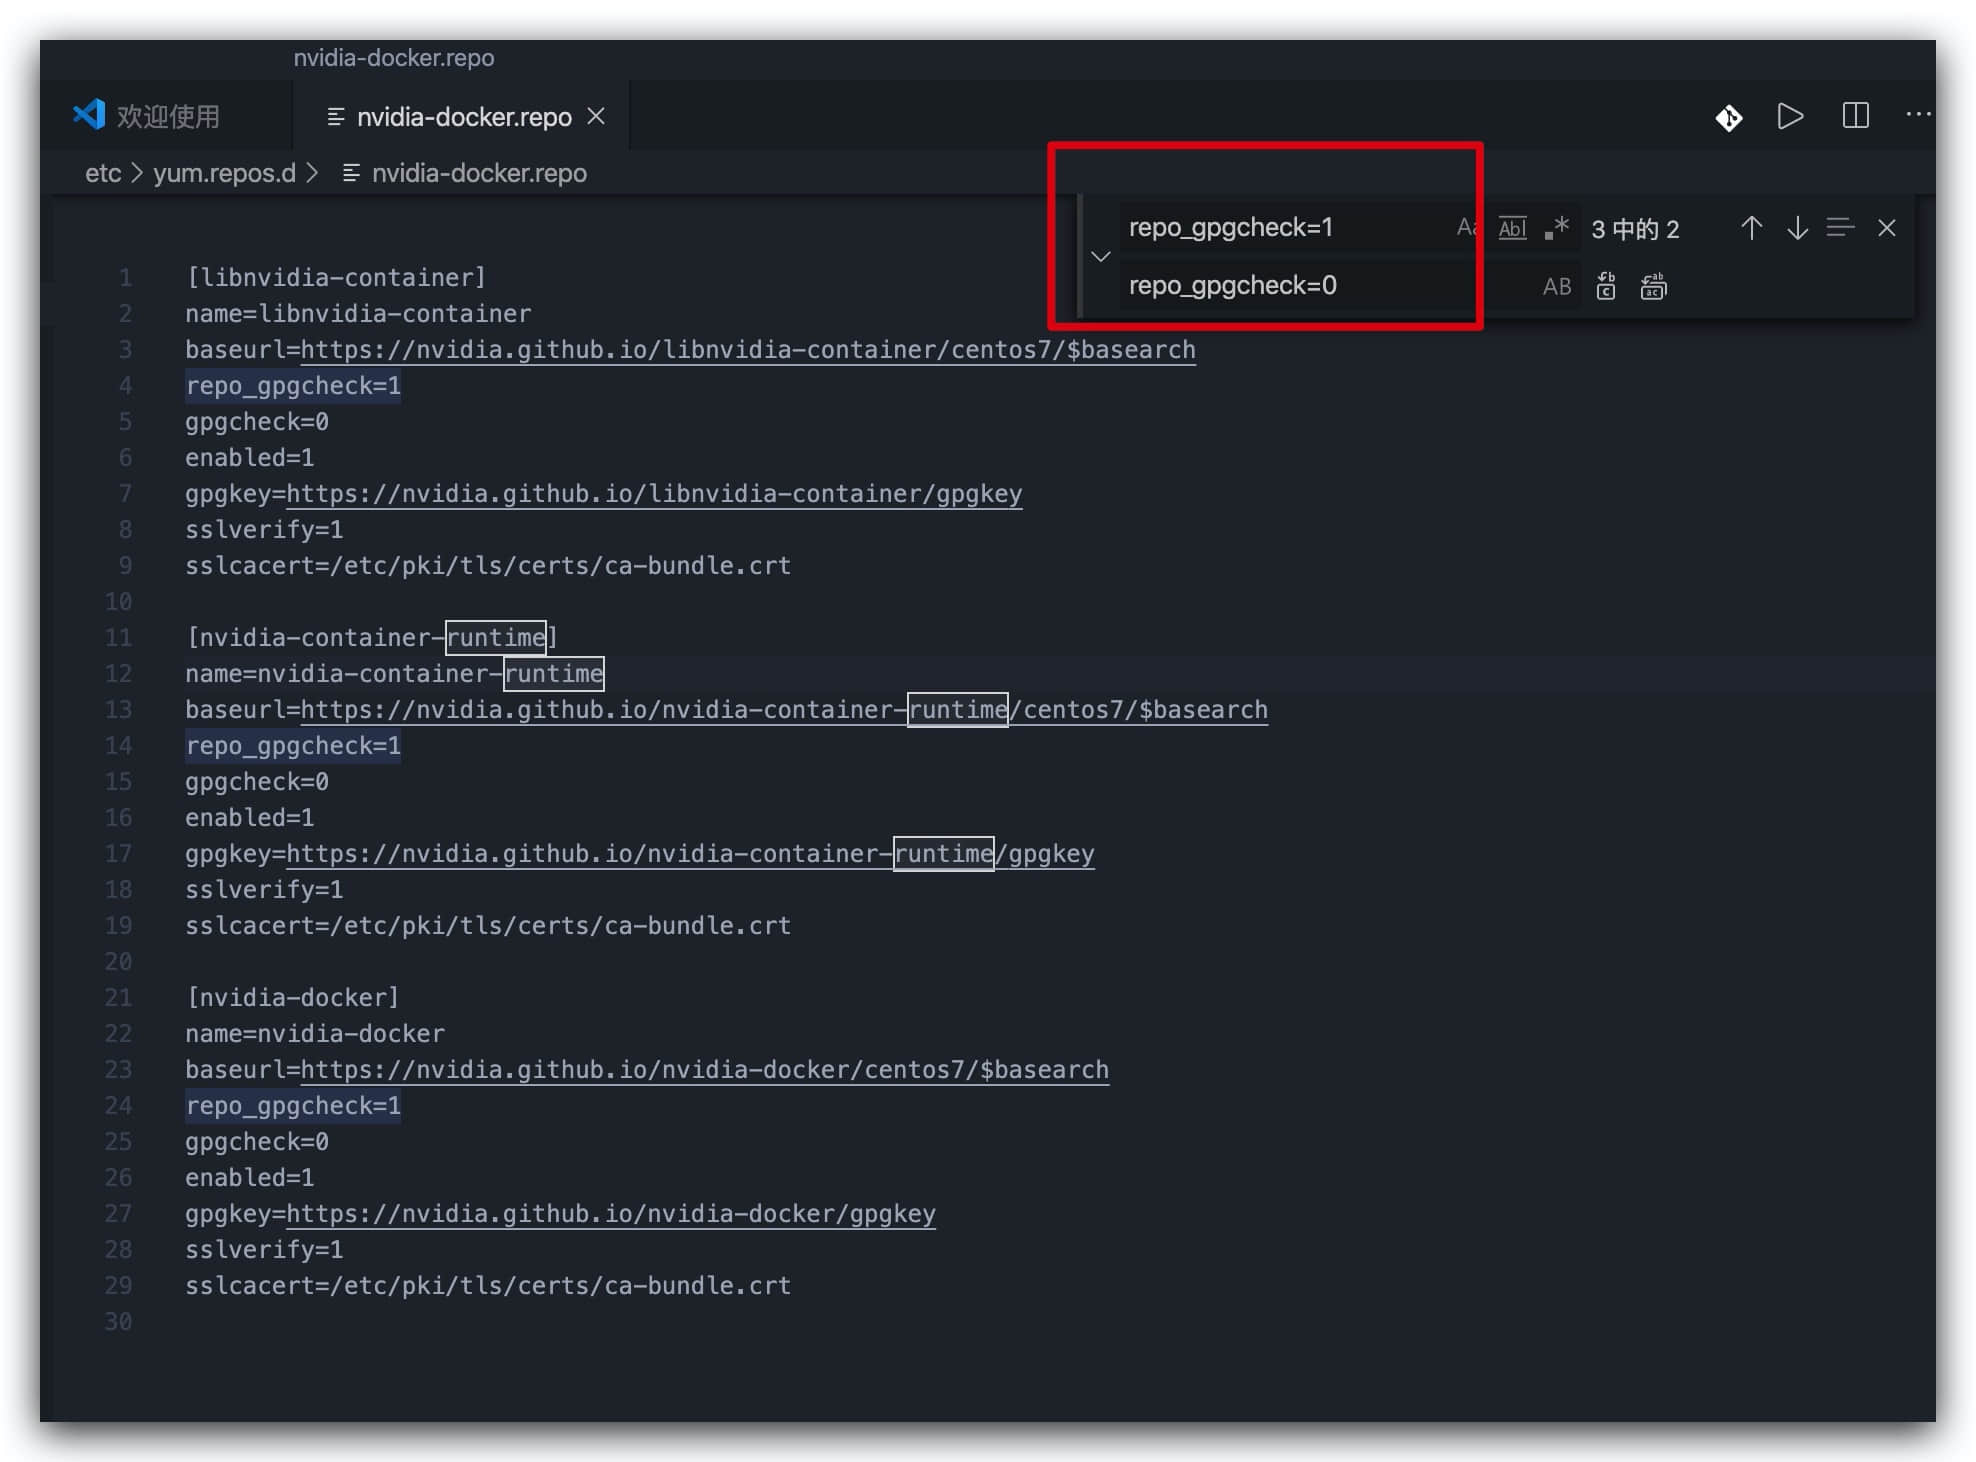 nvidia-docker.repo
欢迎使用
nvidia-docker.repo
etc > yum.repos.d > nvidia-docker.repo
repo_gpgcheck=1 Aa Abl .* 3 中的 2
repo_gpgcheck=0 AB
1 [libnvidia-container]
2 name=libnvidia-container
3 baseurl=https://nvidia.github.io/libnvidia-container/centos7/$basearch
4 repo_gpgcheck=1
5 gpgcheck=0
6 enabled=1
7 gpgkey=https://nvidia.github.io/libnvidia-container/gpgkey
8 sslverify=1
9 sslcacert=/etc/pki/tls/certs/ca-bundle.crt
10
11 [nvidia-container-runtime]
12 name=nvidia-container-runtime
13 baseurl=https://nvidia.github.io/nvidia-container-runtime/centos7/$basearch
14 repo_gpgcheck=1
15 gpgcheck=0
16 enabled=1
17 gpgkey=https://nvidia.github.io/nvidia-container-runtime/gpgkey
18 sslverify=1
19 sslcacert=/etc/pki/tls/certs/ca-bundle.crt
20
21 [nvidia-docker]
22 name=nvidia-docker
23 baseurl=https://nvidia.github.io/nvidia-docker/centos7/$basearch
24 repo_gpgcheck=1
25 gpgcheck=0
26 enabled=1
27 gpgkey=https://nvidia.github.io/nvidia-docker/gpgkey
28 sslverify=1
29 sslcacert=/etc/pki/tls/certs/ca-bundle.crt
30